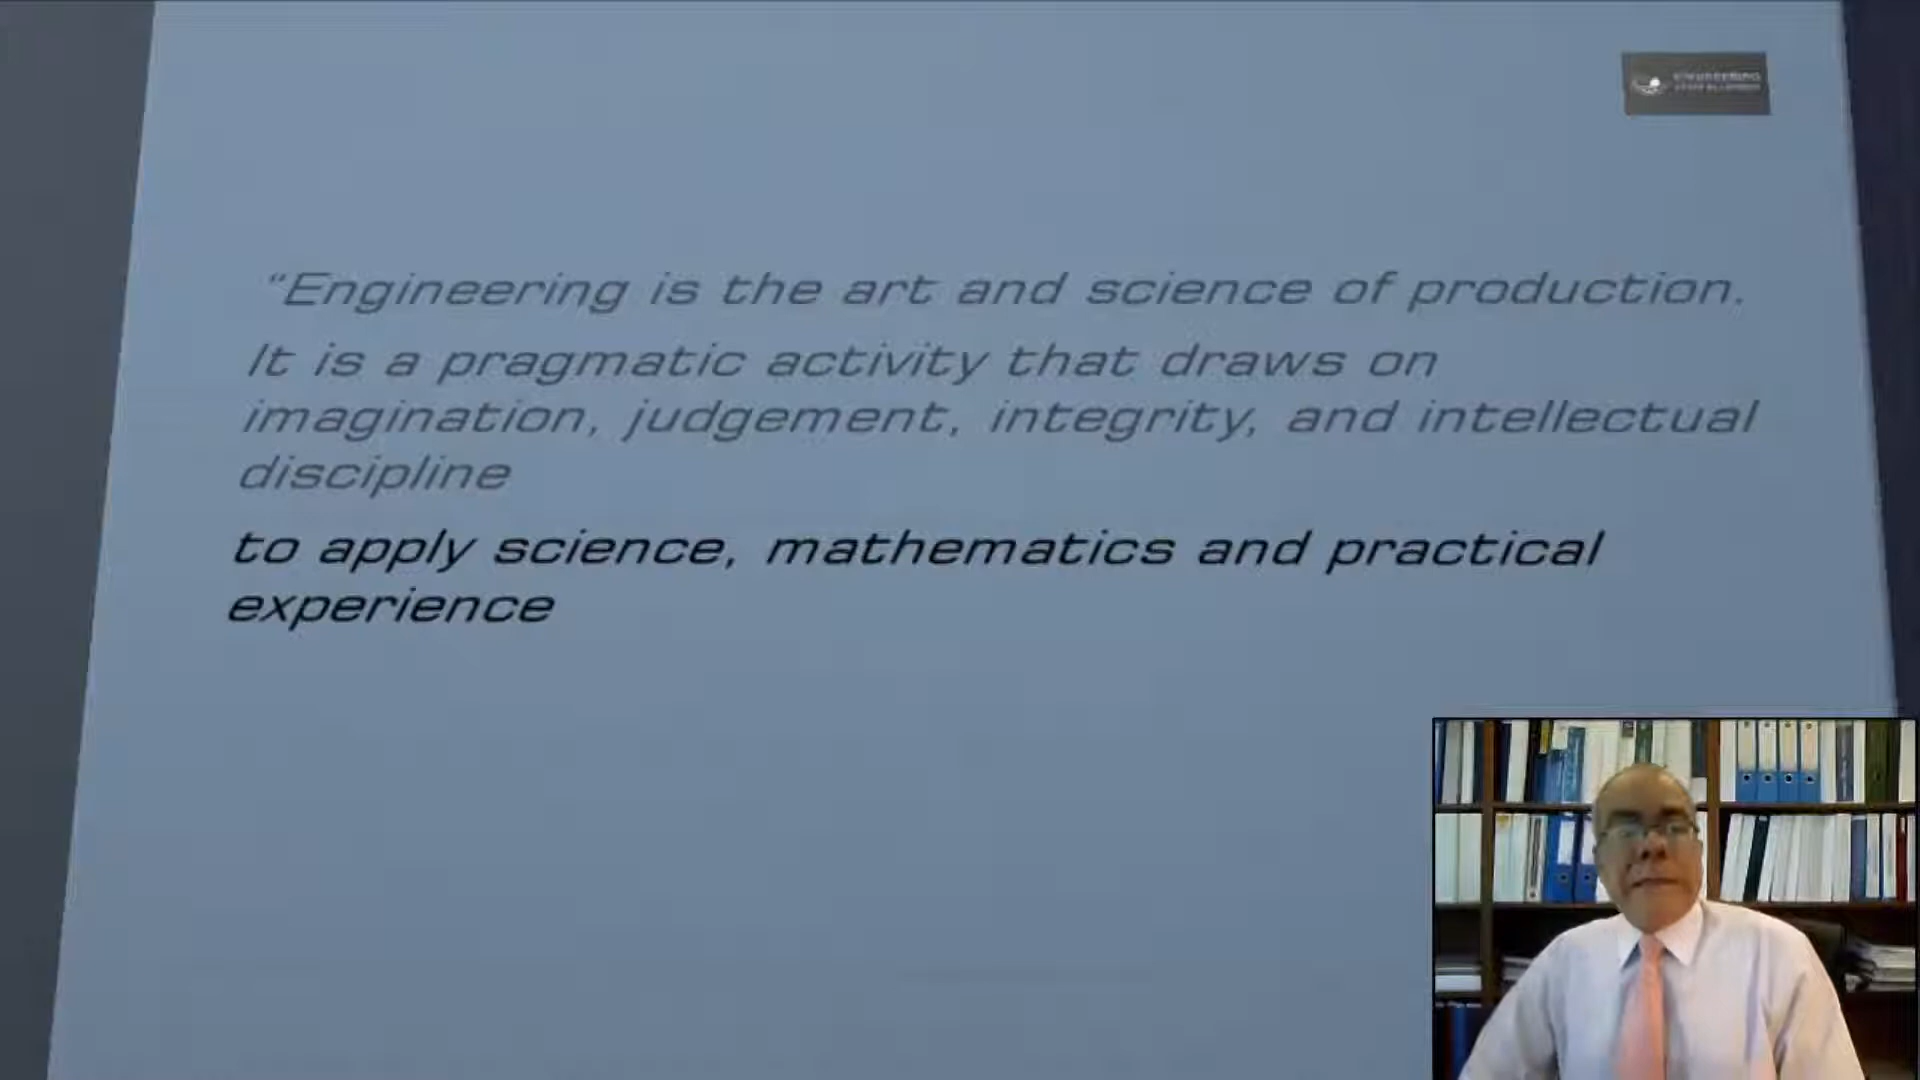 “Engineering is the art and science of production.
It is a pragmatic activity that draws on
imagination, judgement, integrity, and intellectual
discipline
to apply science, mathematics and practical
experience